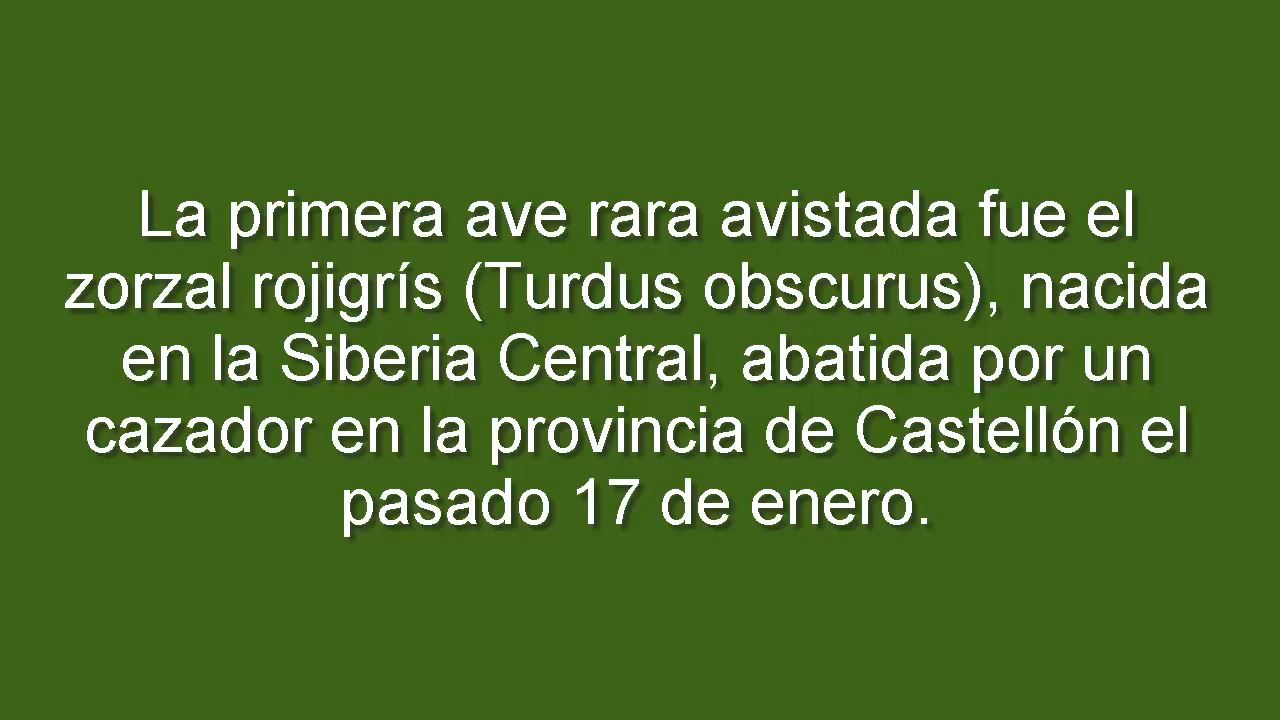 La primera ave rara avistada fue el
zorzal rojigrís (Turdus obscurus), nacida
en la Siberia Central, abatida por un
cazador en la provincia de Castellón el
pasado 17 de enero.